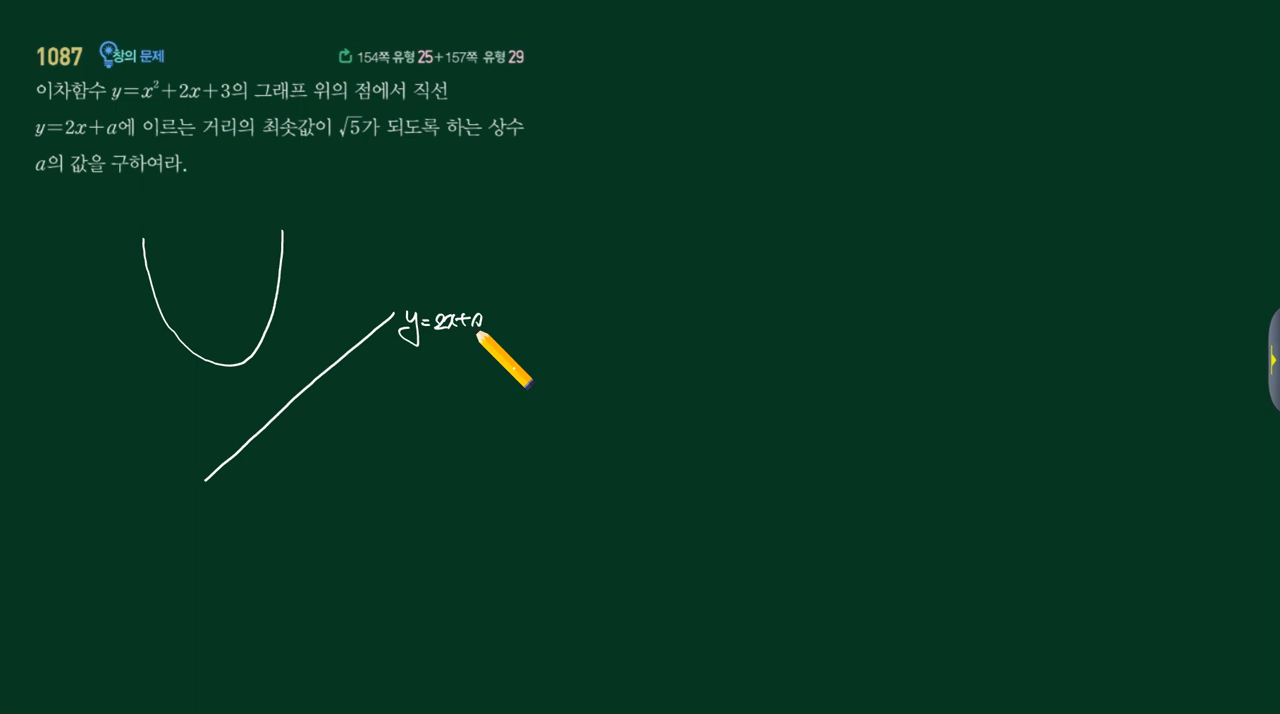 1087 창의 문제 154쪽 유형 25+157쪽 유형 29
이차함수 y=x²+2x+3의 그래프 위의 점에서 직선
y=2x+a에 이르는 거리의 최솟값이 √5가 되도록 하는 상수
a의 값을 구하여라.
y=2x+a